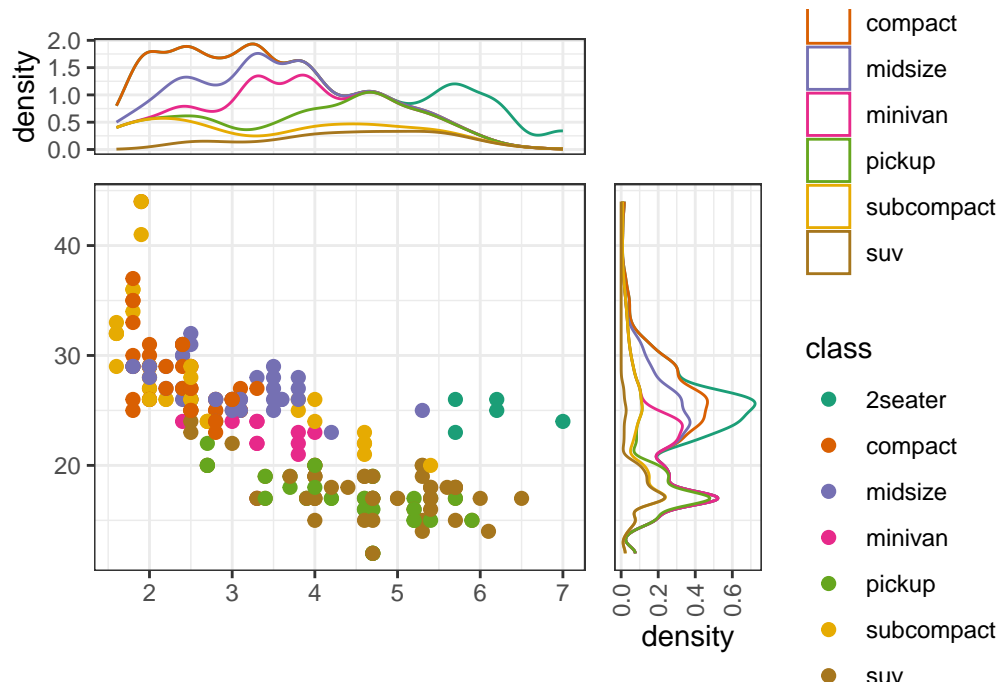 density
2.0
1.5
1.0
0.5
0.0
40
30
20
2 3 4 5 6 7
0.0 0.2 0.4 0.6
density
compact
midsize
minivan
pickup
subcompact
suv
class
2seater
compact
midsize
minivan
pickup
subcompact
suv